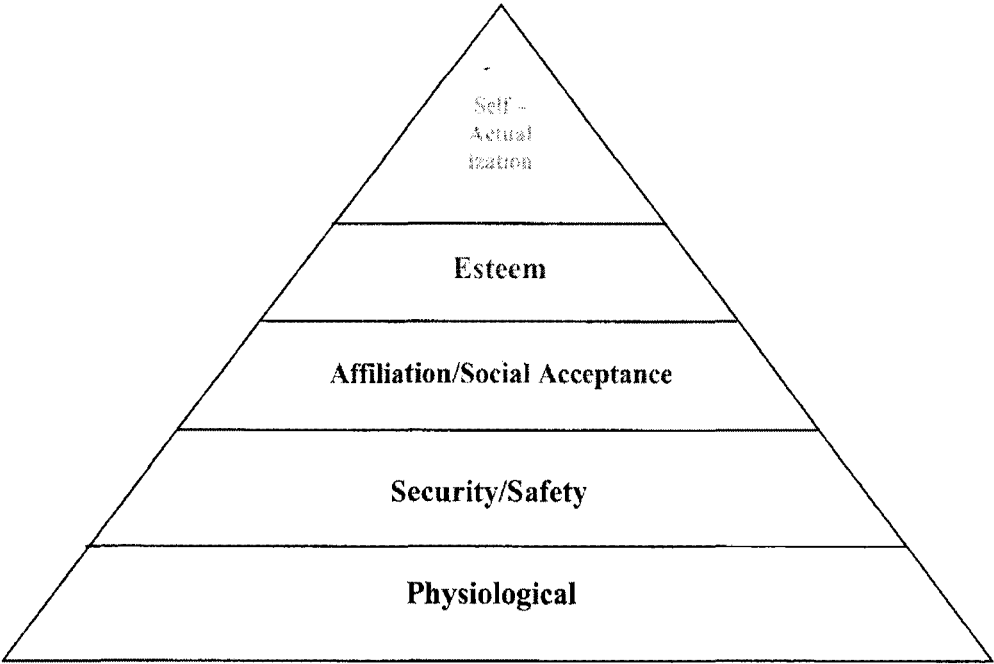 Self –
Actual
ization
Esteem
Affiliation/Social Acceptance
Security/Safety
Physiological